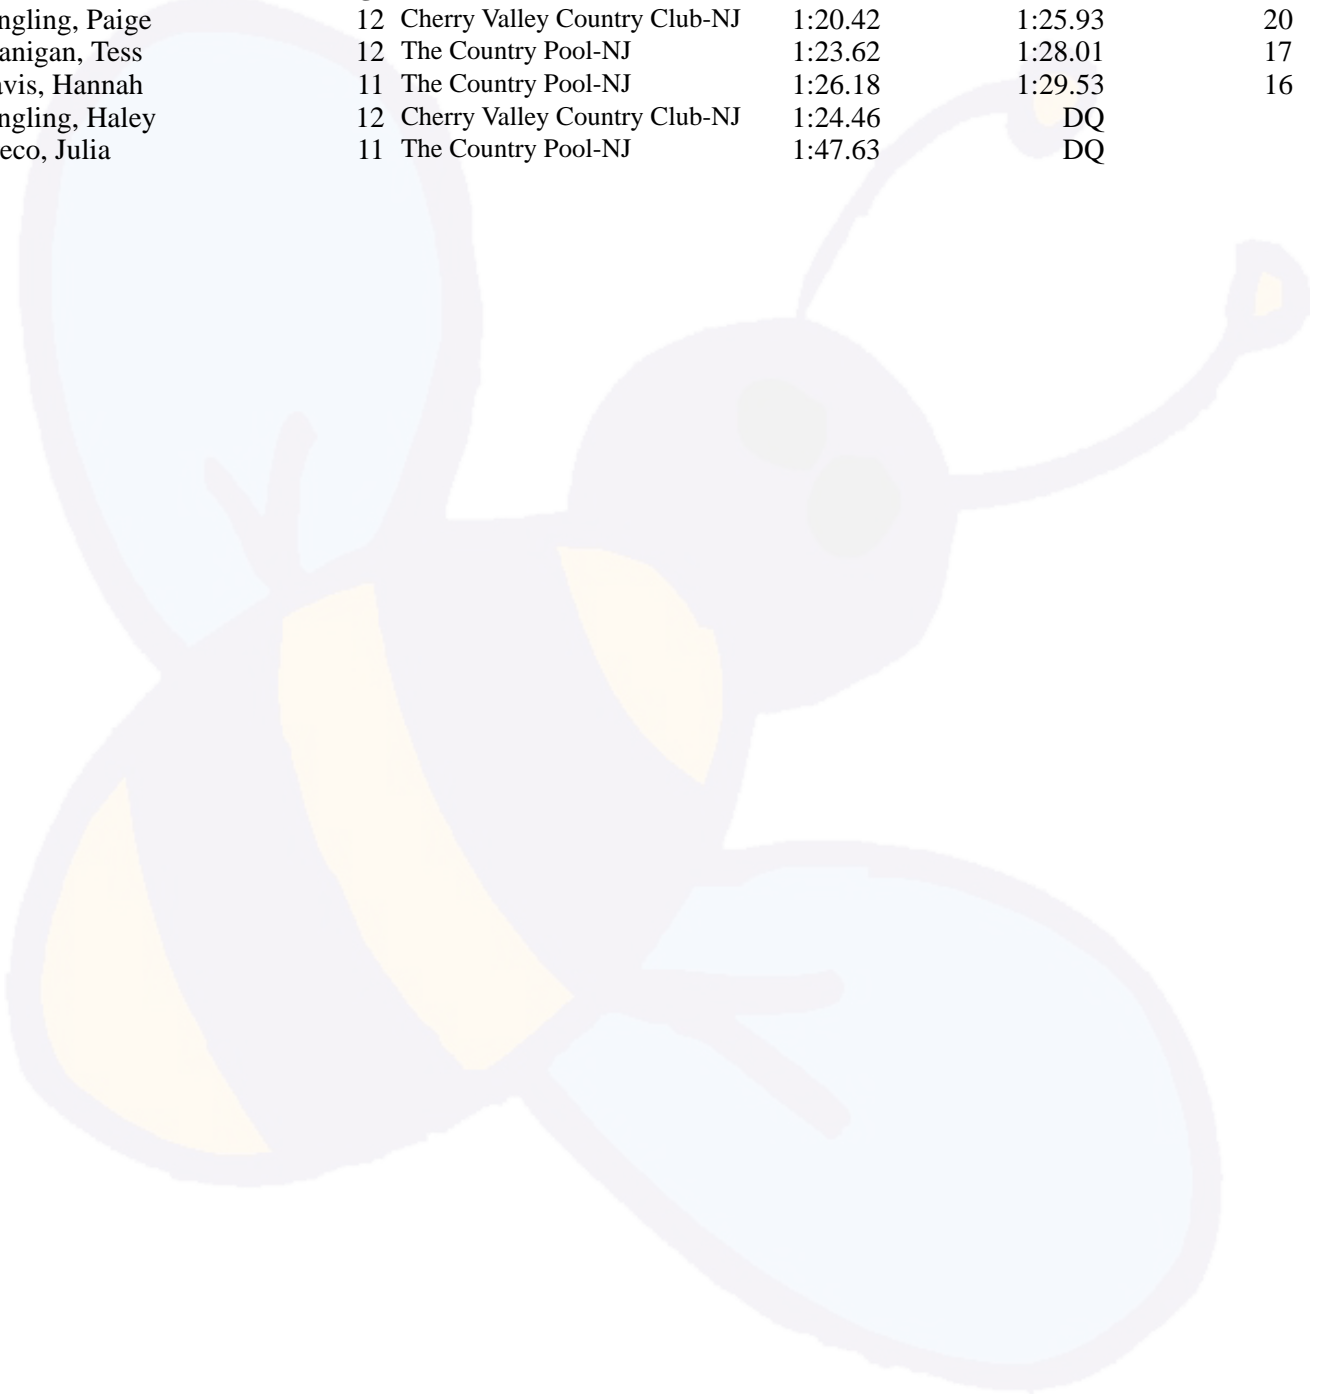 ngling, Paige 12 Cherry Valley Country Club-NJ 1:20.42 1:25.93 20
anigan, Tess 12 The Country Pool-NJ 1:23.62 1:28.01 17
avis, Hannah 11 The Country Pool-NJ 1:26.18 1:29.53 16
ngling, Haley 12 Cherry Valley Country Club-NJ 1:24.46 DQ
eco, Julia 11 The Country Pool-NJ 1:47.63 DQ